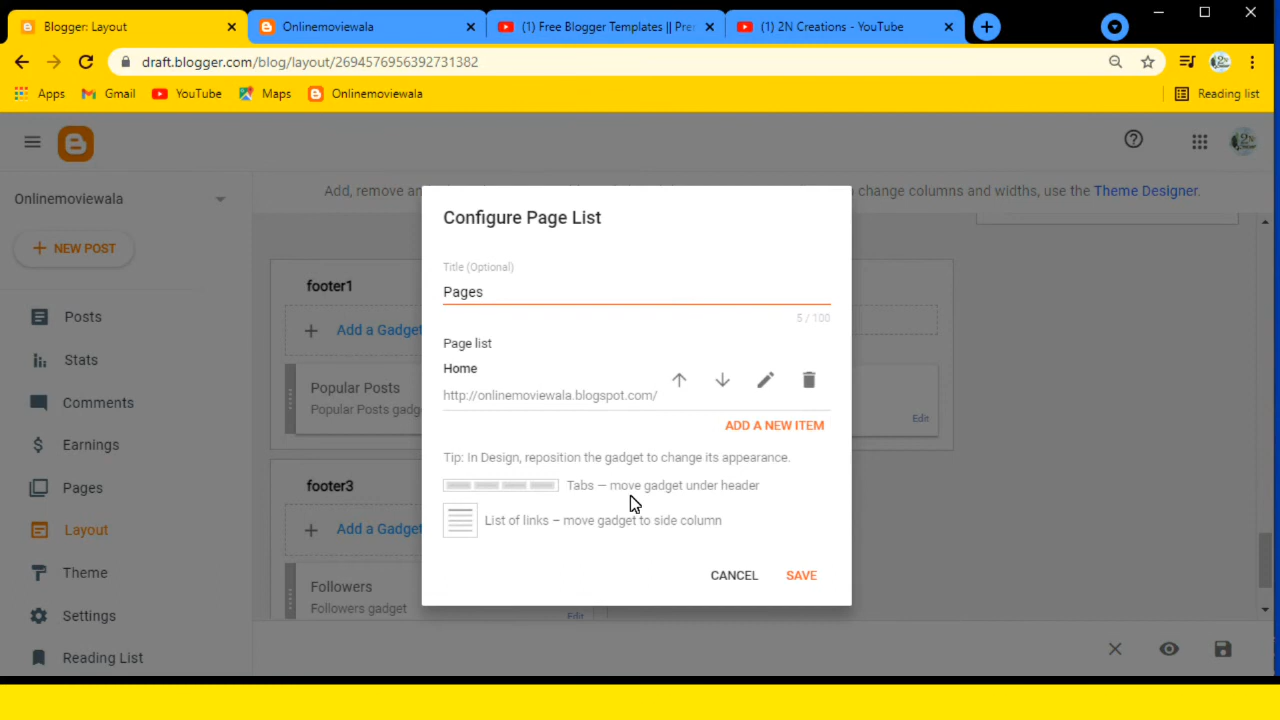 Blogger: Layout
Onlinemoviewala
(1) Free Blogger Templates || Pre
(1) 2N Creations - YouTube
draft.blogger.com/blog/layout/2694576956392731382
Apps
Gmail
YouTube
Maps
Onlinemoviewala
Reading list
Onlinemoviewala
NEW POST
Posts
Stats
Comments
Earnings
Pages
Layout
Theme
Settings
Reading List
Add, remove an
change columns and widths, use the Theme Designer.
footer1
Add a Gadget
Popular Posts
Popular Posts gadg
Edit
footer3
Add a Gadget
Followers
Followers gadget
Edit
Configure Page List
Title (Optional)
Pages
5 / 100
Page list
Home
http://onlinemoviewala.blogspot.com/
ADD A NEW ITEM
Tip: In Design, reposition the gadget to change its appearance.
Tabs – move gadget under header
List of links – move gadget to side column
CANCEL
SAVE